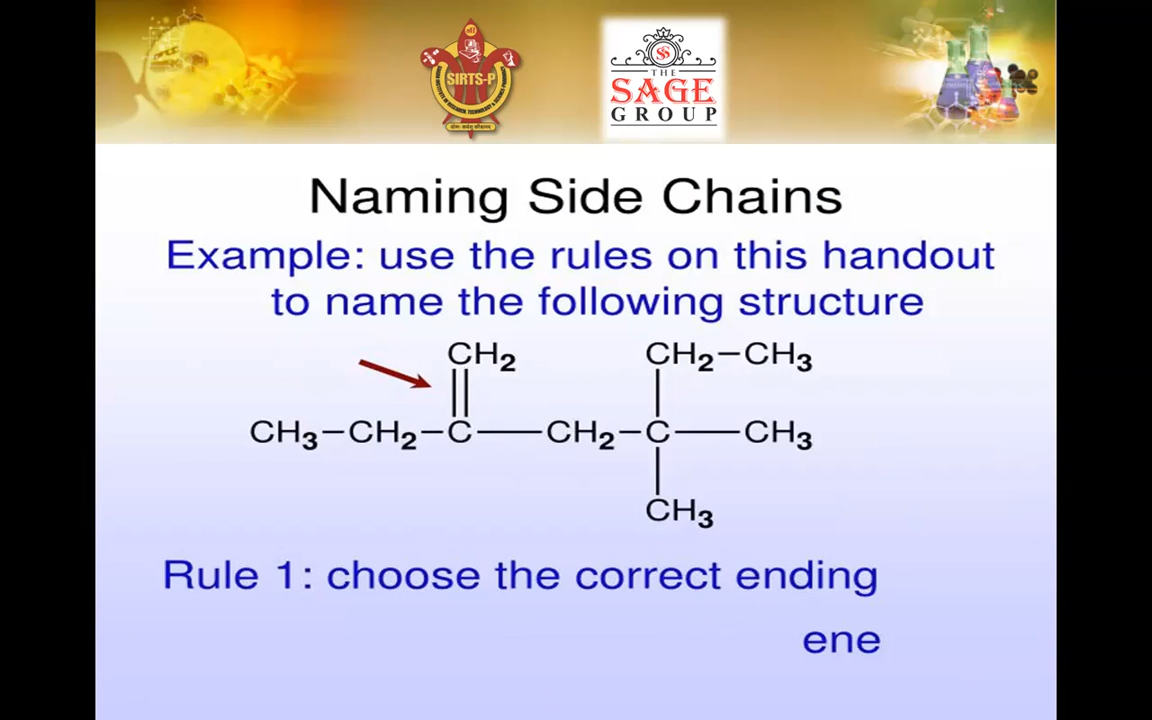 SIRTS-P
THE
SAGE
GROUP
Naming Side Chains
Example: use the rules on this handout
to name the following structure
CH2 CH2–CH3
CH3–CH2–C—CH2–C—CH3
CH3
Rule 1: choose the correct ending
ene